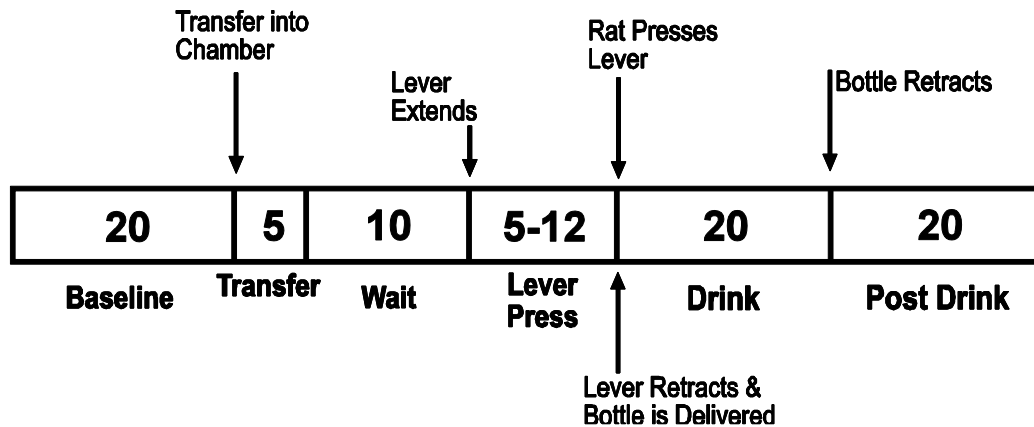 Transfer into
Chamber
Lever
Extends
Rat Presses
Lever
Bottle Retracts
20
5
10
5-12
20
20
Baseline
Transfer
Wait
Lever
Press
Drink
Post Drink
Lever Retracts &
Bottle is Delivered